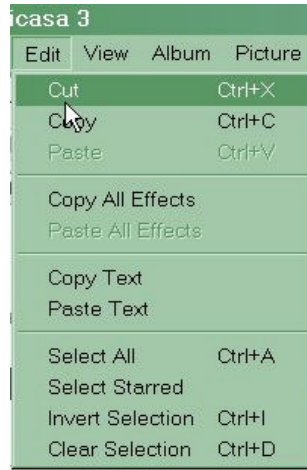 icasa 3
Edit View Album Picture
Cut Ctrl+X
Copy Ctrl+C
Paste Ctrl+V
Copy All Effects
Paste All Effects
Copy Text
Paste Text
Select All Ctrl+A
Select Starred
Invert Selection Ctrl+I
Clear Selection Ctrl+D